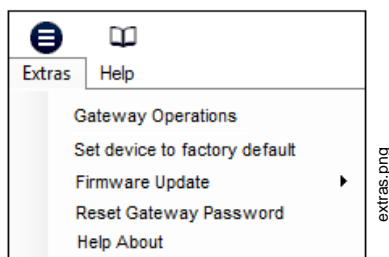 Extras Help
Gateway Operations
Set device to factory default
Firmware Update
Reset Gateway Password
Help About
extras.png